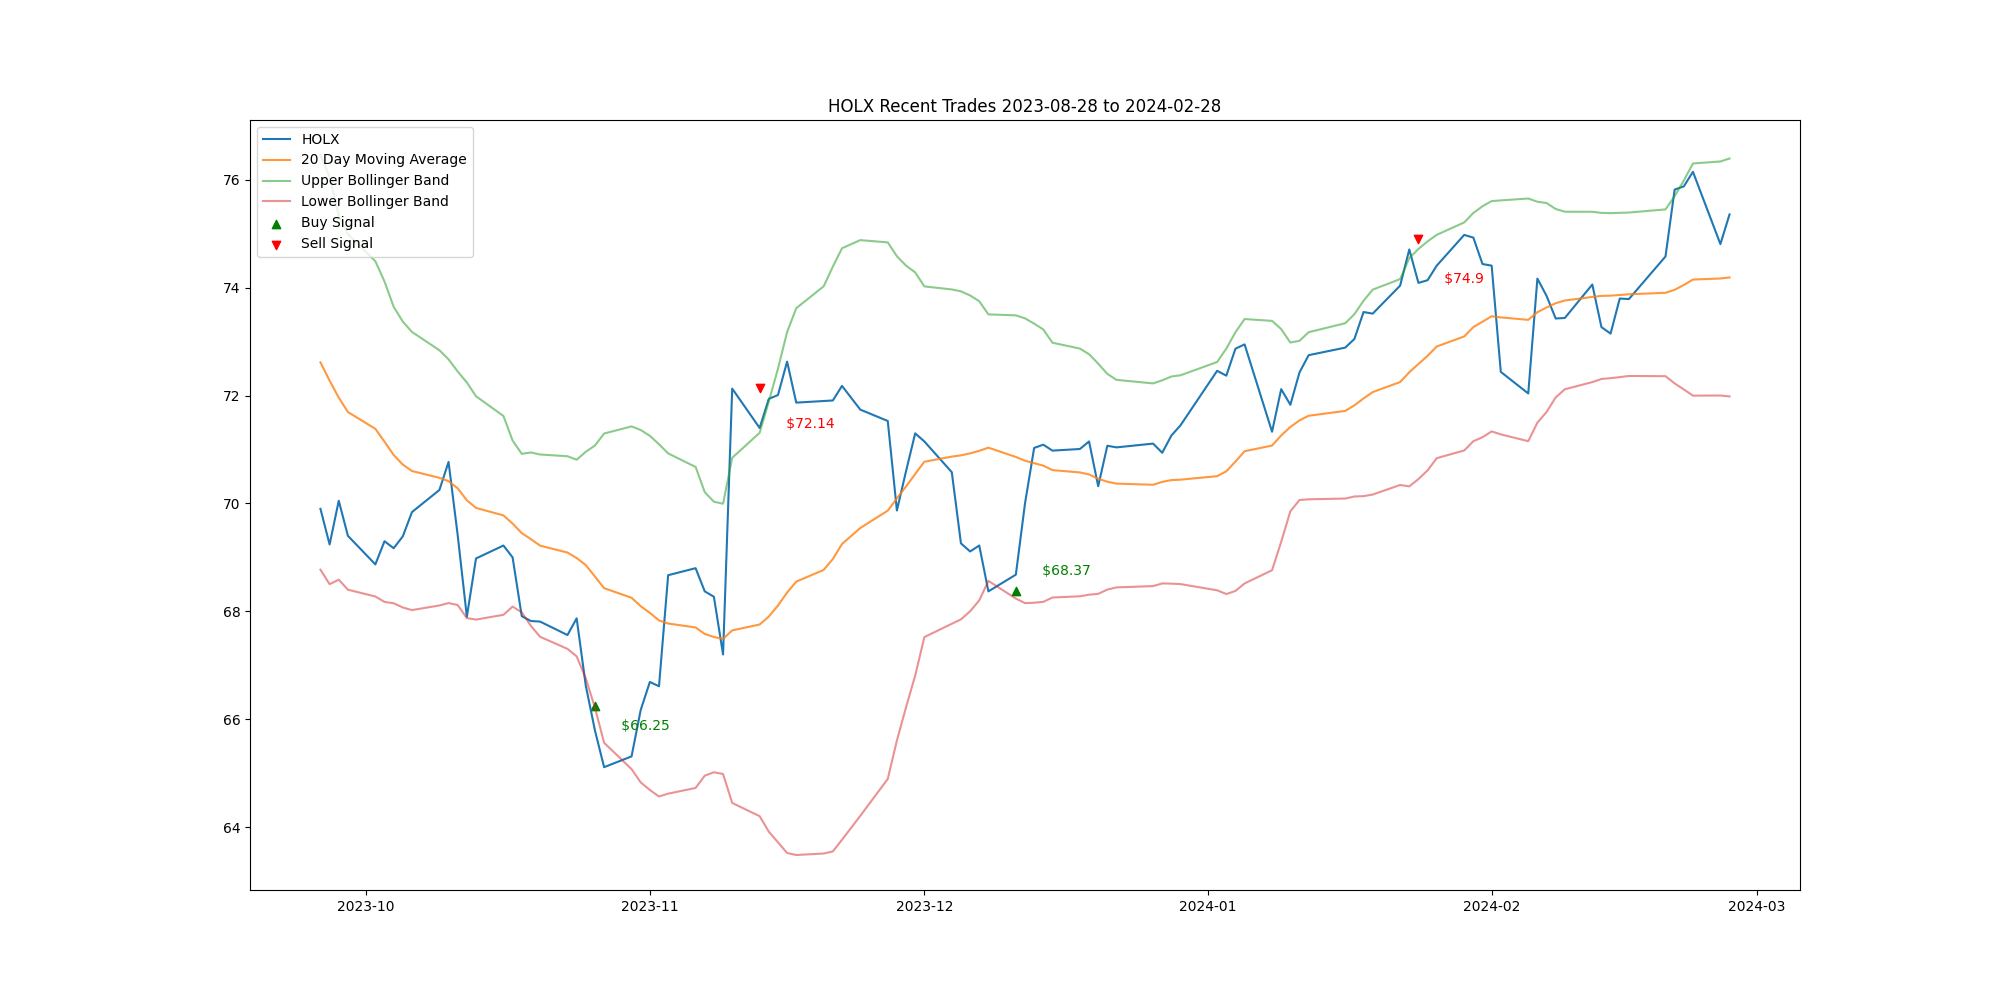 HOLX Recent Trades 2023-08-28 to 2024-02-28
HOLX
20 Day Moving Average
Upper Bollinger Band
Lower Bollinger Band
Buy Signal
Sell Signal
76
74
72
70
68
66
64
$66.25
$72.14
$68.37
$74.9
2023-10
2023-11
2023-12
2024-01
2024-02
2024-03